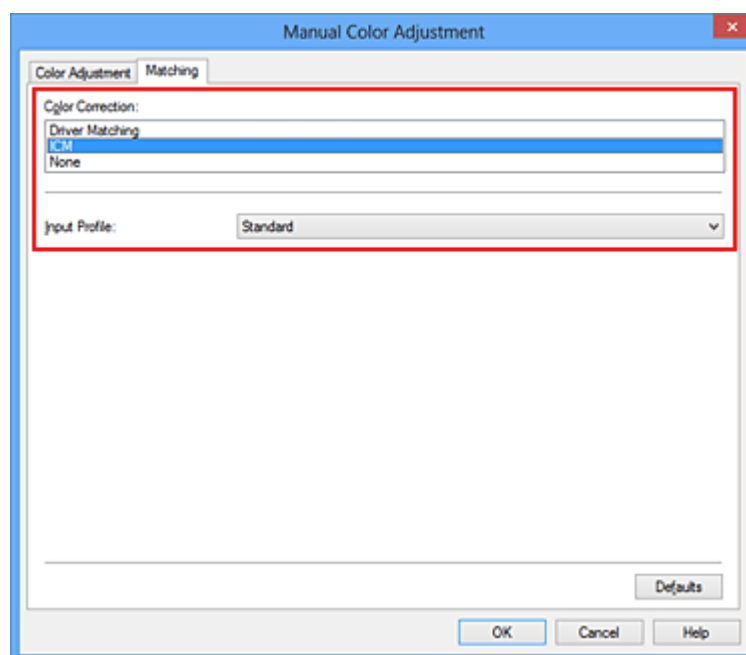 Manual Color Adjustment
Color Adjustment Matching
Color Correction:
Driver Matching
ICM
None
Input Profile: Standard
Defaults
OK Cancel Help